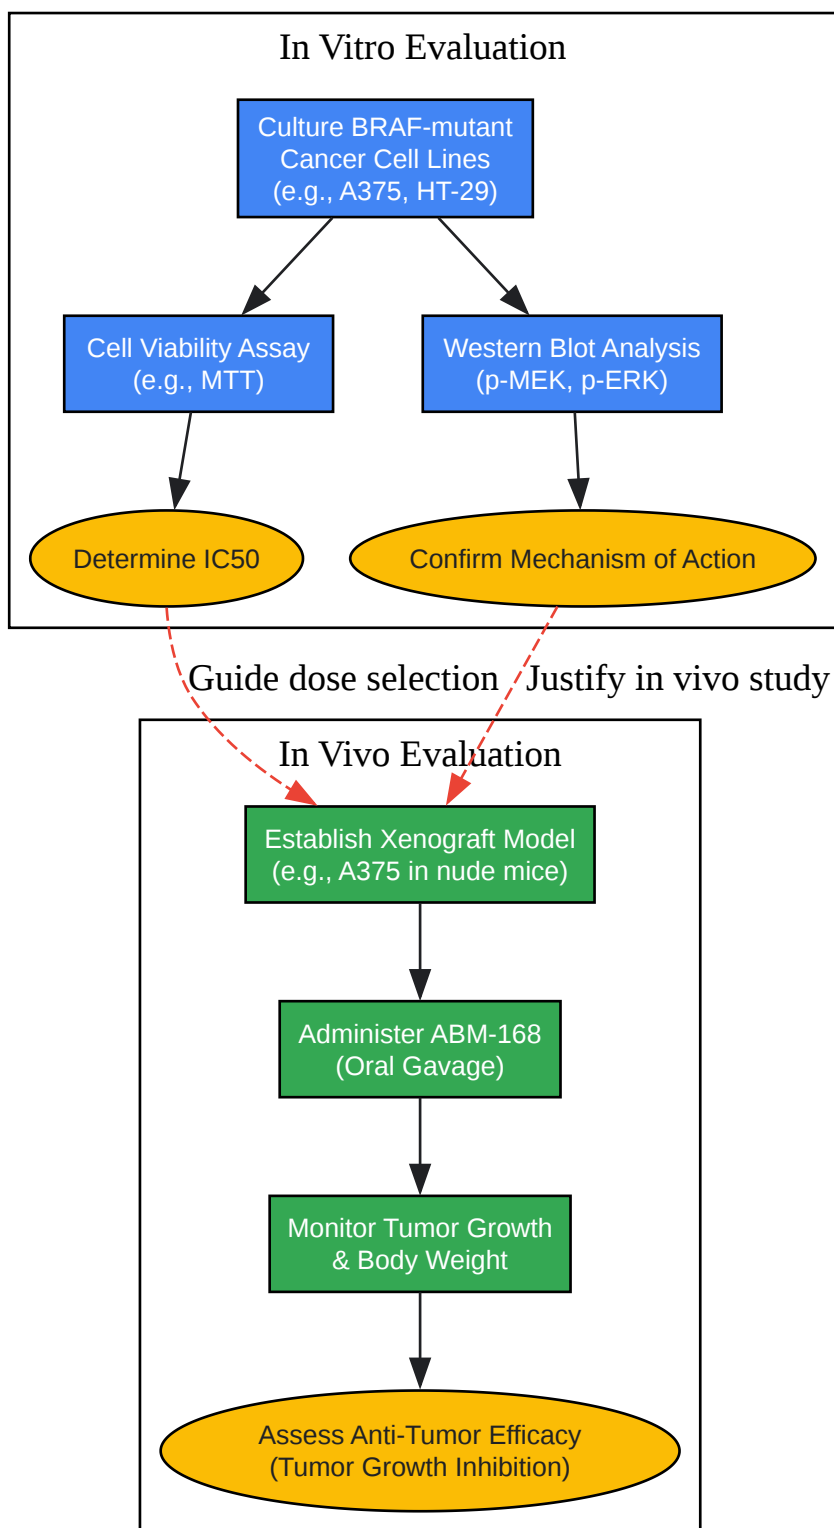 In Vitro Evaluation
Culture BRAF-mutant
Cancer Cell Lines
(e.g., A375, HT-29)
Cell Viability Assay
(e.g., MTT)
Western Blot Analysis
(p-MEK, p-ERK)
Determine IC50
Confirm Mechanism of Action
Guide dose selection
Justify in vivo study
In Vivo Evaluation
Establish Xenograft Model
(e.g., A375 in nude mice)
Administer ABM-168
(Oral Gavage)
Monitor Tumor Growth
& Body Weight
Assess Anti-Tumor Efficacy
(Tumor Growth Inhibition)